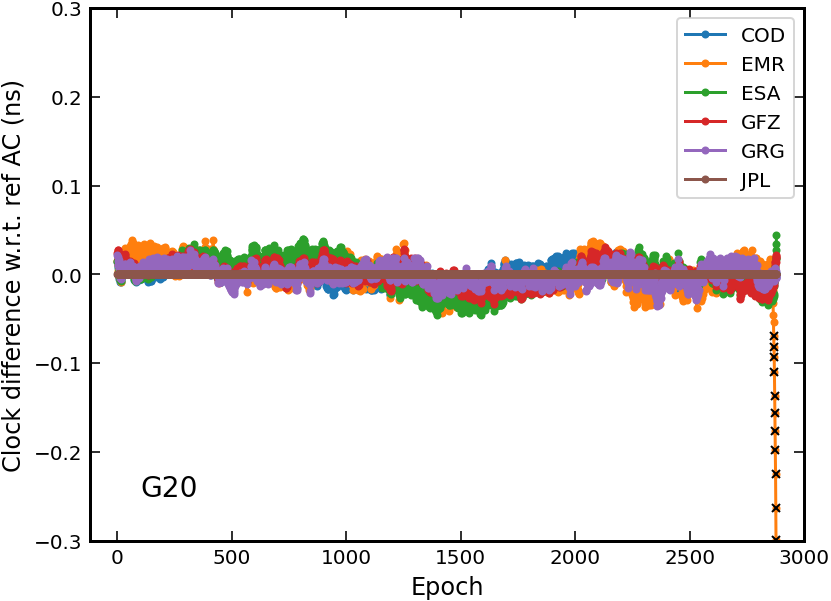 Clock difference w.r.t. ref AC (ns)
0.3
0.2
0.1
0.0
−0.1
−0.2
−0.3
COD
EMR
ESA
GFZ
GRG
JPL
G20
0 500 1000 1500 2000 2500 3000
Epoch